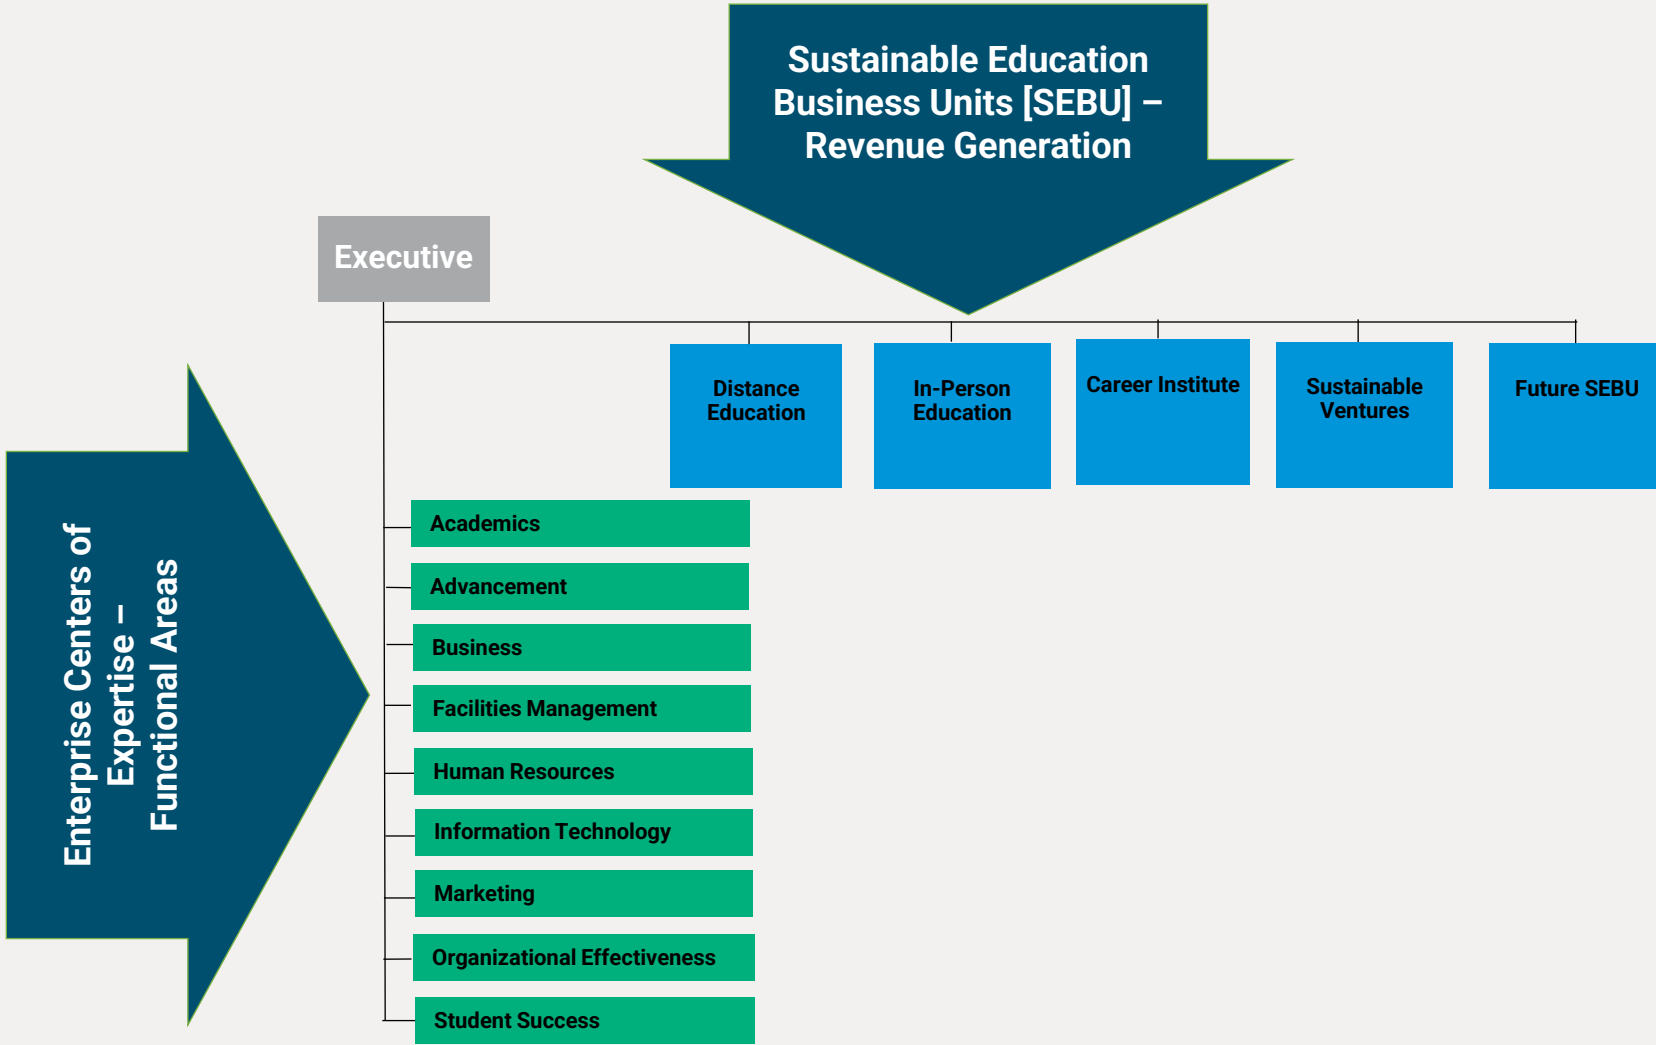 Sustainable Education
Business Units [SEBU] –
Revenue Generation
Executive
Distance
Education
In-Person
Education
Career Institute
Sustainable
Ventures
Future SEBU
Enterprise Centers of
Expertise –
Functional Areas
Academics
Advancement
Business
Facilities Management
Human Resources
Information Technology
Marketing
Organizational Effectiveness
Student Success